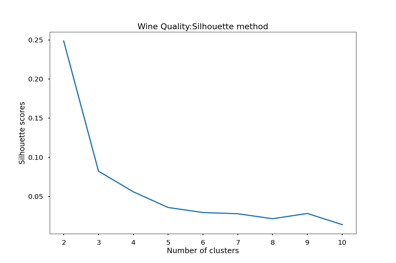 Wine Quality:Silhouette method
0.25
0.20
0.15
0.10
0.05
Silhouette scores
2 3 4 5 6 7 8 9 10
Number of clusters